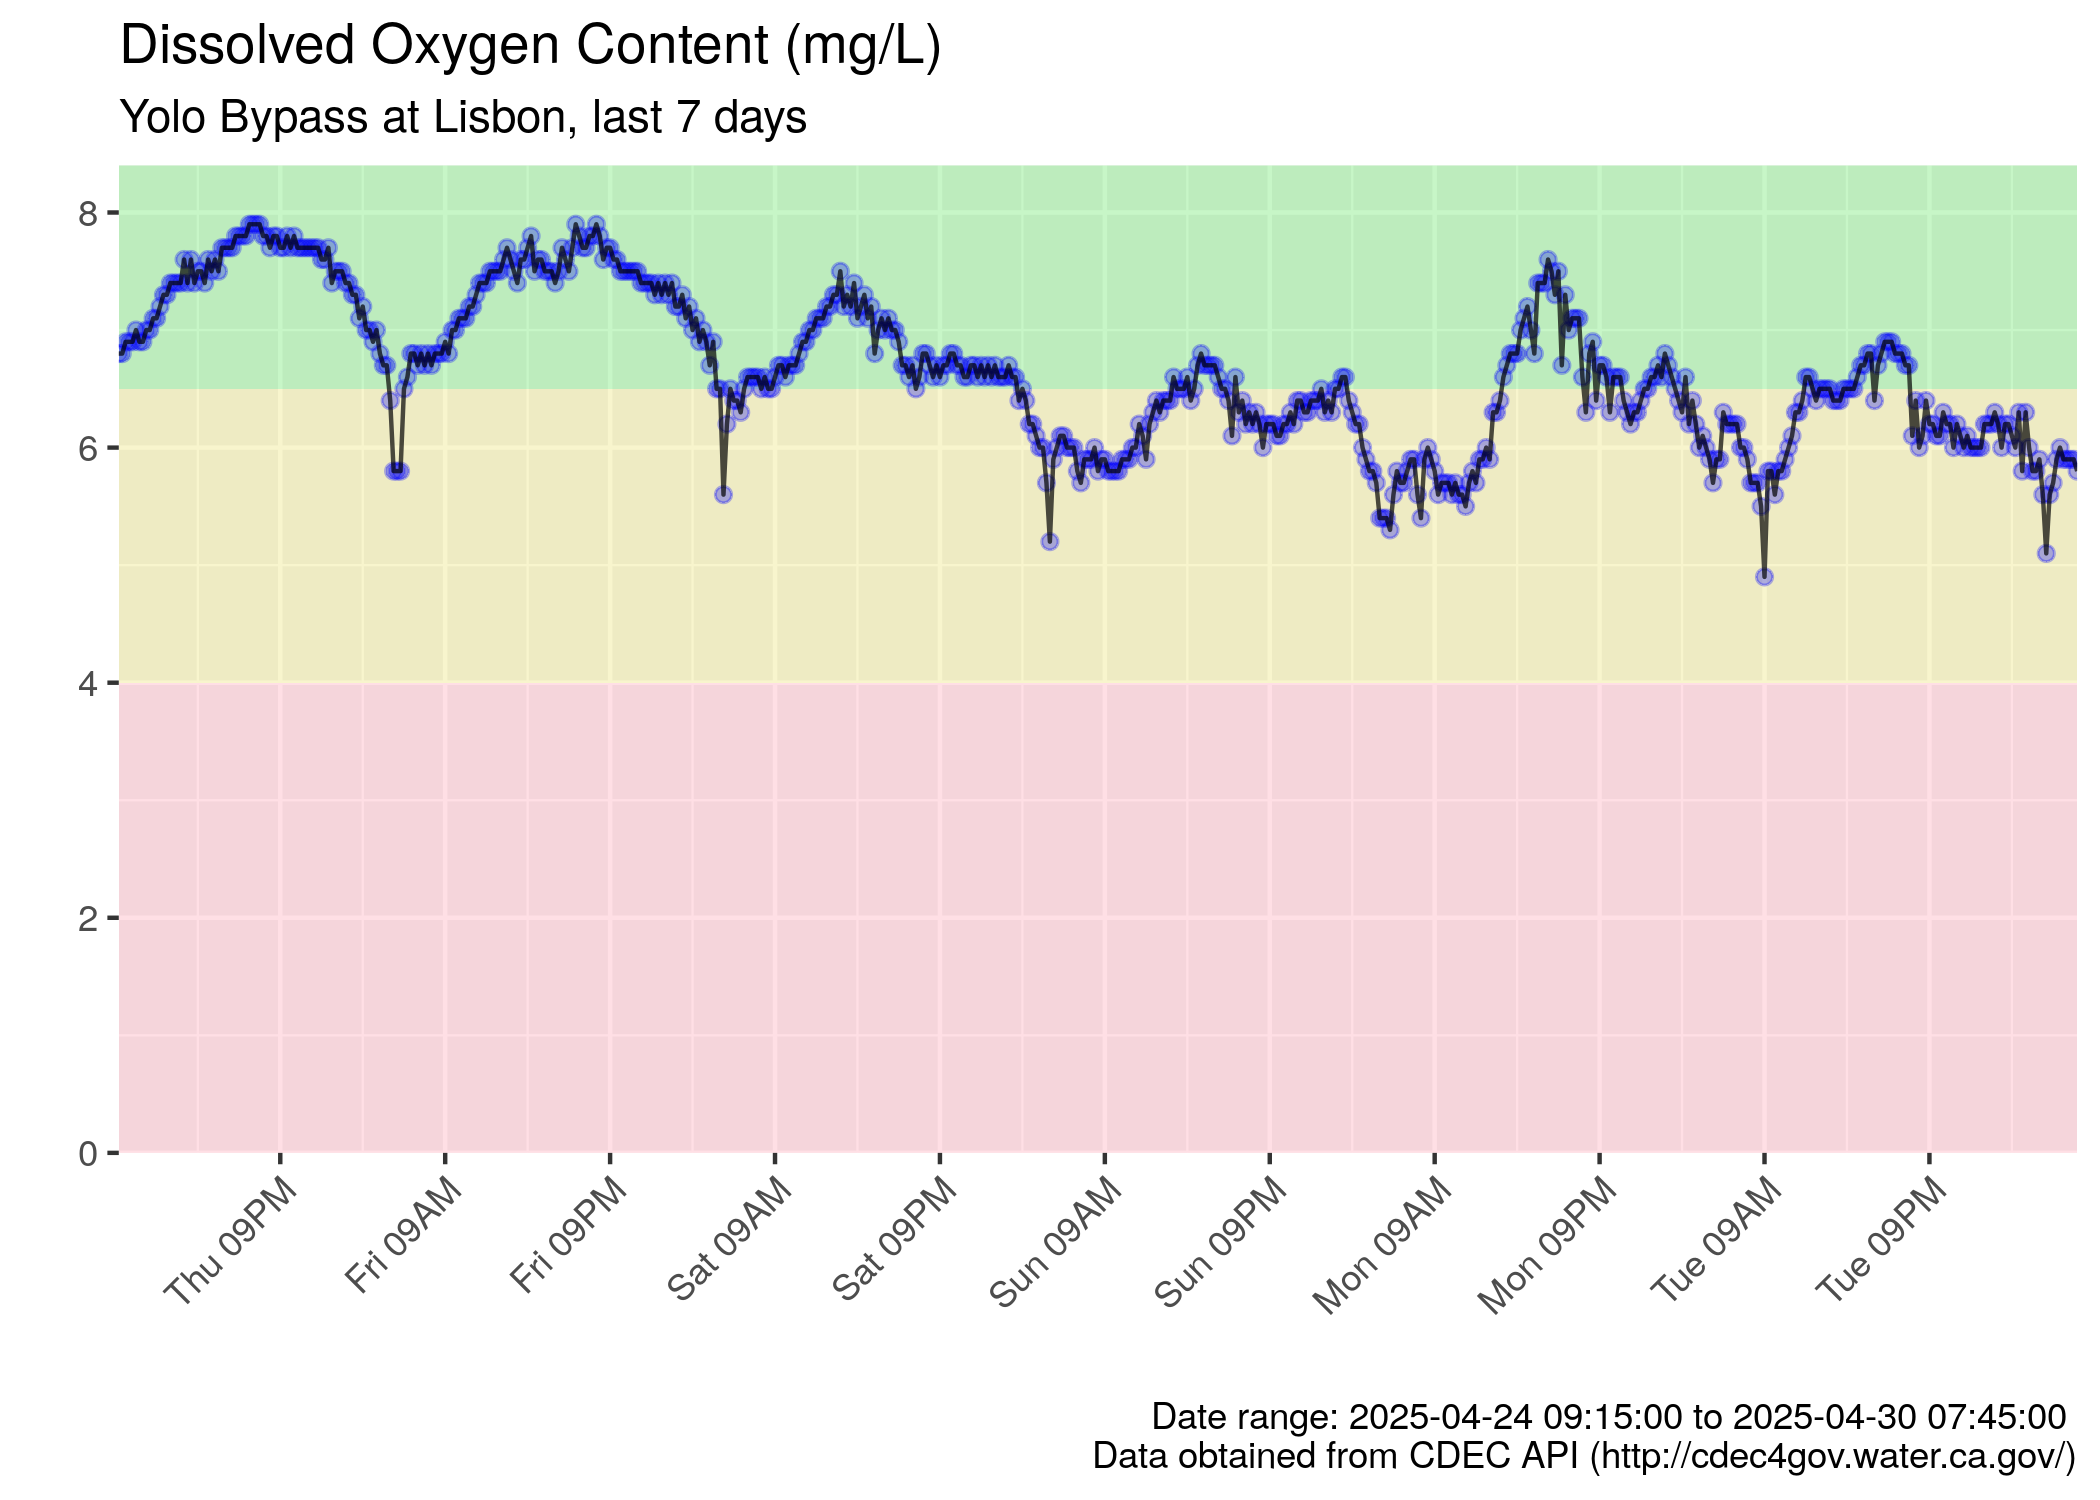 Dissolved Oxygen Content (mg/L)
Yolo Bypass at Lisbon, last 7 days
8
6
4
2
0
Thu 09PM
Fri 09AM
Fri 09PM
Sat 09AM
Sat 09PM
Sun 09AM
Sun 09PM
Mon 09AM
Mon 09PM
Tue 09AM
Tue 09PM
Date range: 2025-04-24 09:15:00 to 2025-04-30 07:45:00
Data obtained from CDEC API (http://cdec4gov.water.ca.gov/)